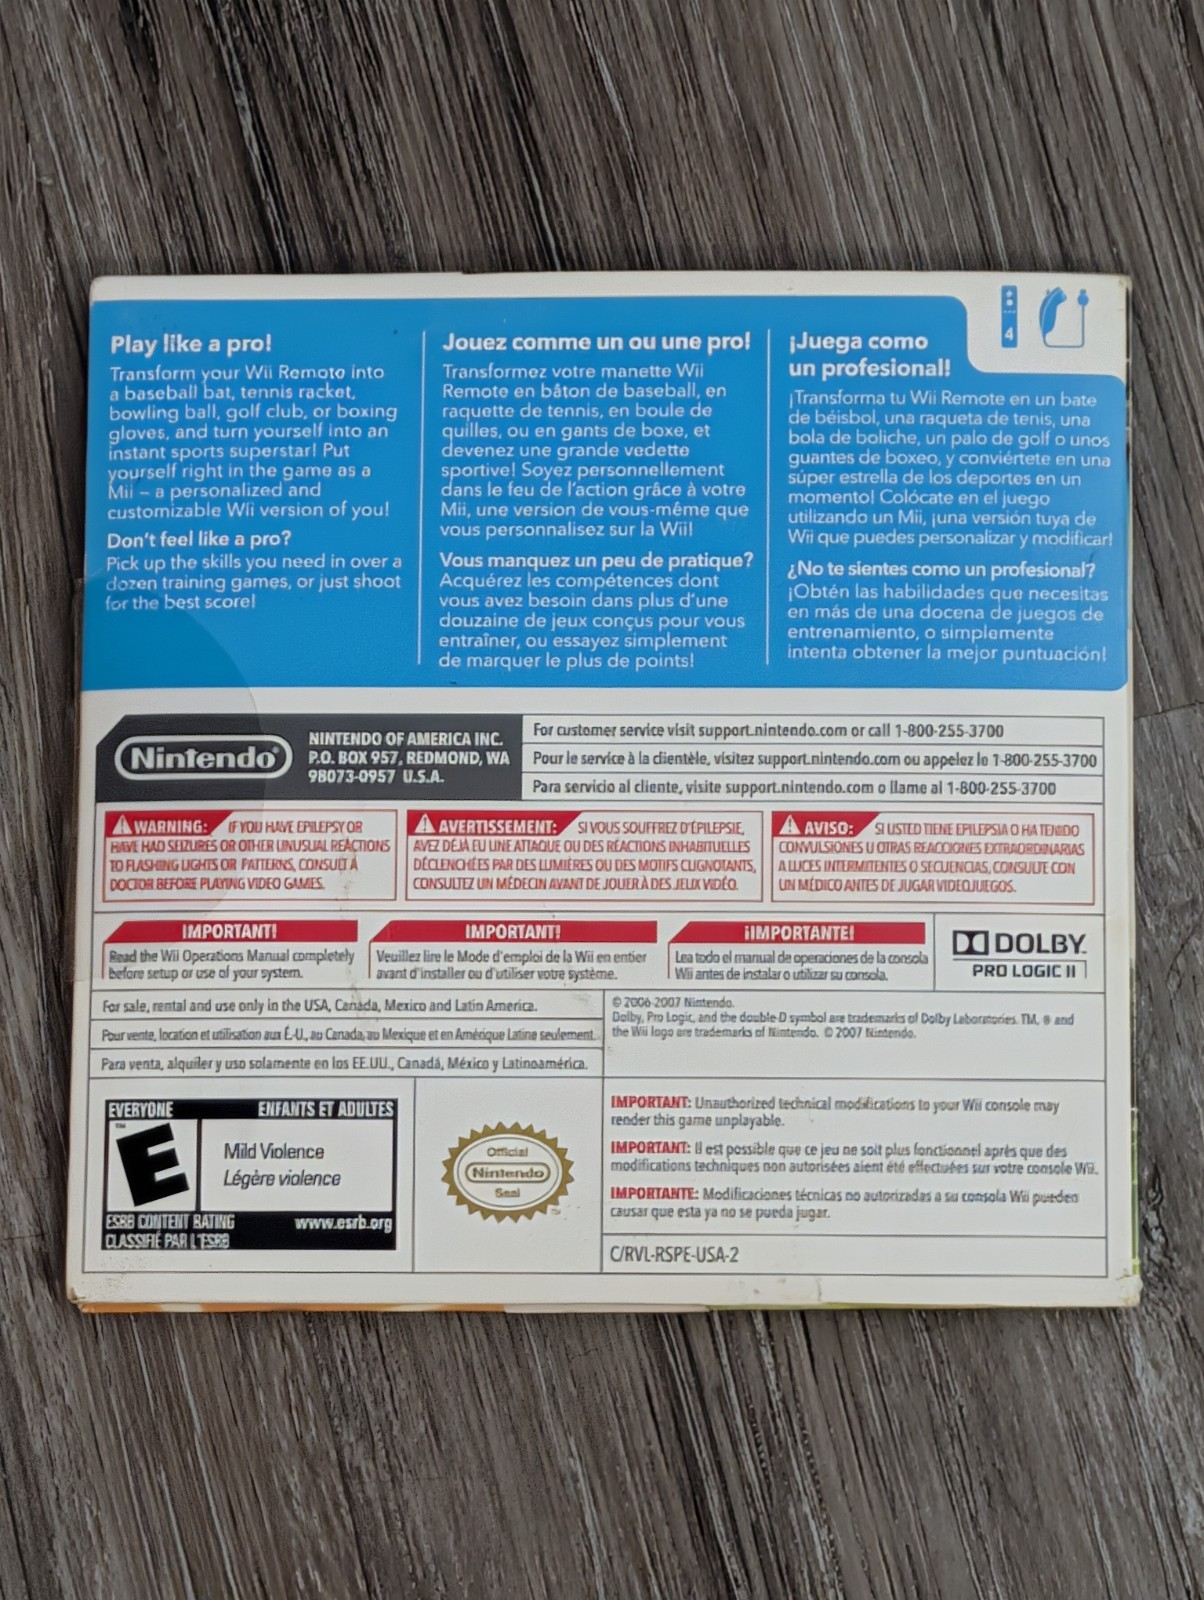 4
Play like a pro!
Transform your Wii Remote into
a baseball bat, tennis racket,
bowling ball, golf club, or boxing
gloves, and turn yourself into an
instant sports superstar! Put
yourself right in the game as a
Mii – a personalized and
customizable Wii version of you!
Don't feel like a pro?
Pick up the skills you need in over a
dozen training games, or just shoot
for the best score!
Jouez comme un ou une pro!
Transformez votre manette Wii
Remote en bâton de baseball, en
raquette de tennis, en boule de
quilles, ou en gants de boxe, et
devenez une grande vedette
sportive! Soyez personnellement
dans le feu de l'action grâce à votre
Mii, une version de vous-même que
vous personnalisez sur la Wii!
Vous manquez un peu de pratique?
Acquérez les compétences dont
vous avez besoin dans plus d'une
douzaine de jeux conçus pour vous
entraîner, ou essayez simplement
de marquer le plus de points!
¡Juega como
un profesional!
¡Transforma tu Wii Remote en un bate
de béisbol, una raqueta de tenis, una
bola de boliche, un palo de golf o unos
guantes de boxeo, y conviértete en una
súper estrella de los deportes en un
momento! Colócate en el juego
utilizando un Mii, ¡una versión tuya de
Wii que puedes personalizar y modificar!
¿No te sientes como un profesional?
¡Obtén las habilidades que necesitas
en más de una docena de juegos de
entrenamiento, o simplemente
intenta obtener la mejor puntuación!
Nintendo®
NINTENDO OF AMERICA INC.
P.O. BOX 957, REDMOND, WA
98073-0957 U.S.A.
For customer service visit support.nintendo.com or call 1-800-255-3700
Pour le service à la clientèle, visitez support.nintendo.com ou appelez le 1-800-255-3700
Para servicio al cliente, visite support.nintendo.com o llame al 1-800-255-3700
WARNING: IF YOU HAVE EPILEPSY OR
HAVE HAD SEIZURES OR OTHER UNUSUAL REACTIONS
TO FLASHING LIGHTS OR PATTERNS, CONSULT A
DOCTOR BEFORE PLAYING VIDEO GAMES.
AVERTISSEMENT: SI VOUS SOUFFREZ D'ÉPILEPSIE,
AVEZ DÉJÀ EU UNE ATTAQUE OU DES RÉACTIONS INHABITUELLES
DÉCLENCHÉES PAR DES LUMIÈRES OU DES MOTIFS CLIGNOTANTS,
CONSULTEZ UN MÉDECIN AVANT DE JOUER À DES JEUX VIDÉO.
AVISO: SI USTED TIENE EPILEPSIA O HA TENIDO
CONVULSIONES U OTRAS REACCIONES EXTRAORDINARIAS
A LUCES INTERMITENTES O SECUENCIAS, CONSULTE CON
UN MÉDICO ANTES DE JUGAR VIDEOJUEGOS.
IMPORTANT!
Read the Wii Operations Manual completely
before setup or use of your system.
IMPORTANT!
Veuillez lire le Mode d'emploi de la Wii en entier
avant d'installer ou d'utiliser votre système.
¡IMPORTANTE!
Lea todo el manual de operaciones de la consola
Wii antes de instalar o utilizar su consola.
DOLBY
PRO LOGIC II
For sale, rental and use only in the USA, Canada, Mexico and Latin America.
Pour vente, location et utilisation aux É-U., au Canada, au Mexique et en Amérique Latine seulement.
Para venta, alquiler y uso solamente en los EE.UU., Canadá, México y Latinoamérica.
© 2006-2007 Nintendo.
Dolby, Pro Logic, and the double-D symbol are trademarks of Dolby Laboratories. TM, ® and
the Wii logo are trademarks of Nintendo. © 2007 Nintendo.
EVERYONE ENFANTS ET ADULTES
E
Mild Violence
Légère violence
ESRB CONTENT RATING www.esrb.org
CLASSIFIÉ PAR L'ESRB
Official
Nintendo
Seal
IMPORTANT: Unauthorized technical modifications to your Wii console may
render this game unplayable.
IMPORTANT: Il est possible que ce jeu ne soit plus fonctionnel après que des
modifications techniques non autorisées aient été effectuées sur votre console Wii.
IMPORTANTE: Modificaciones técnicas no autorizadas a su consola Wii pueden
causar que esta ya no se pueda jugar.
C/RVL-RSPE-USA-2